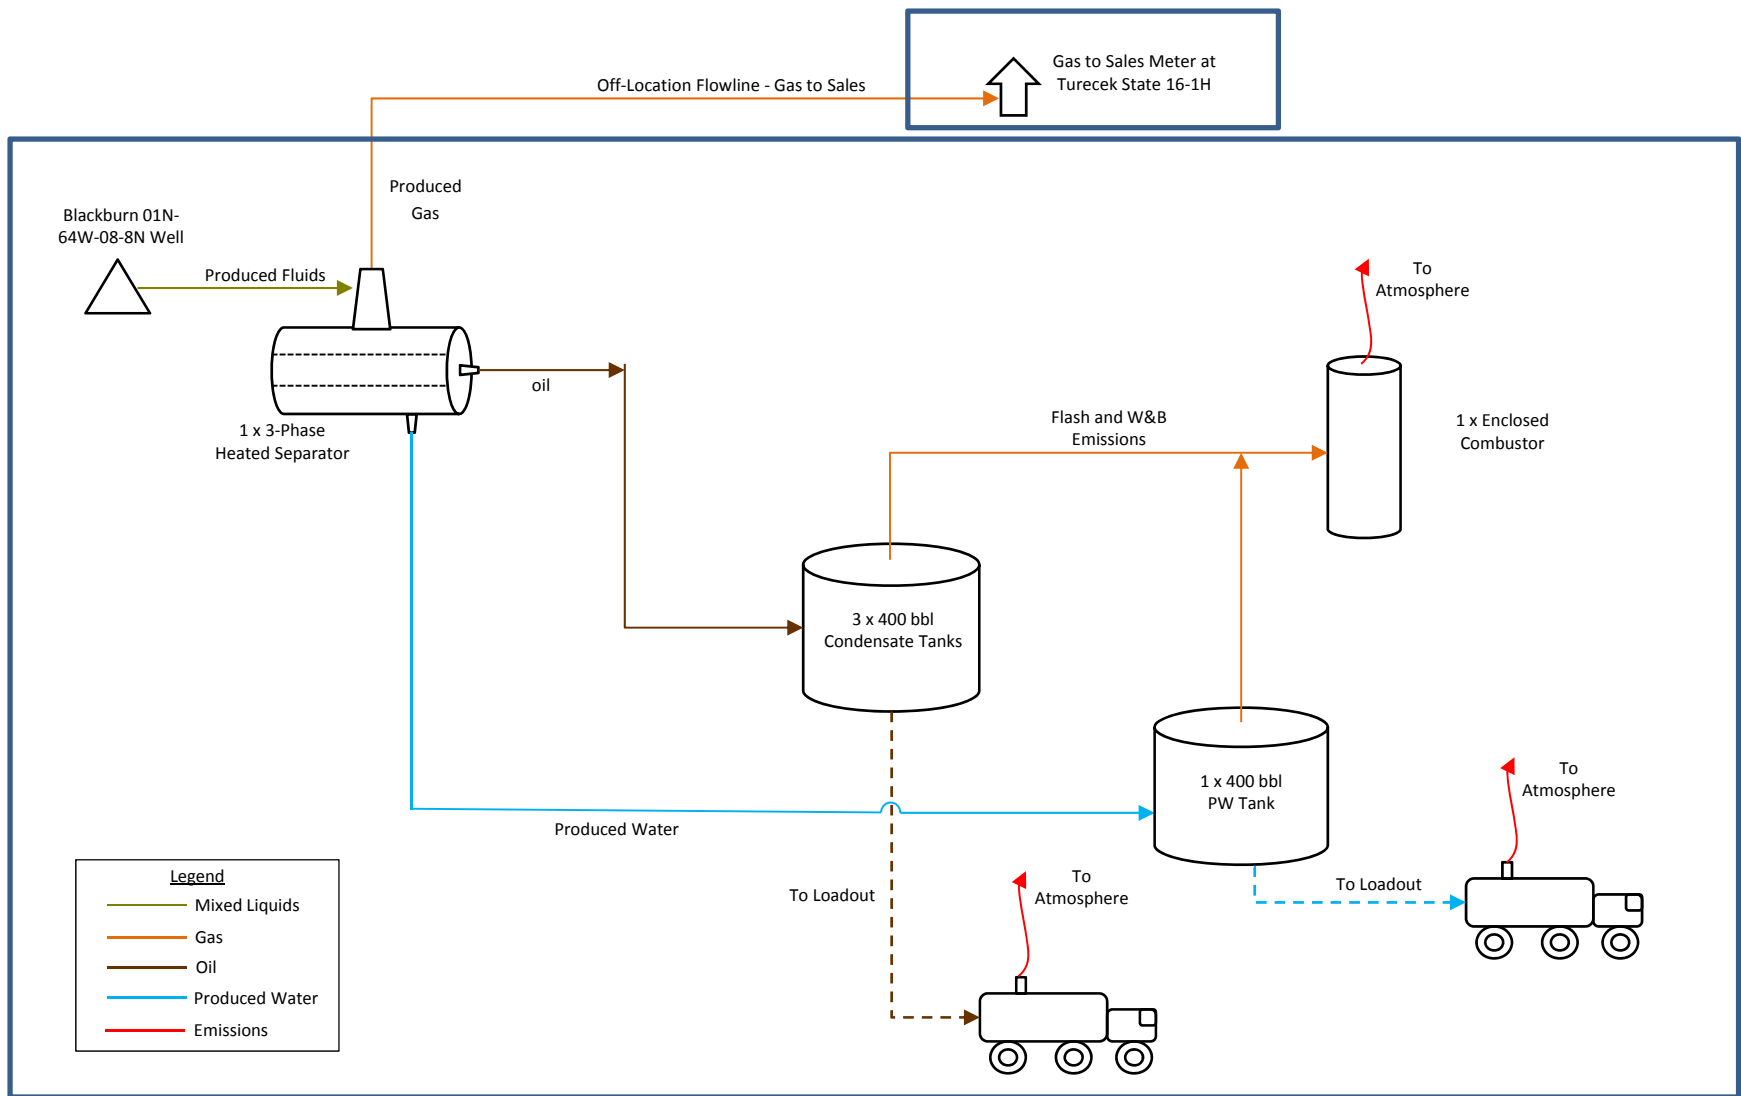 Gas to Sales Meter at
Turecek State 16-1H
Off-Location Flowline - Gas to Sales
Produced
Gas
Blackburn 01N-
64W-08-8N Well
Produced Fluids
To
Atmosphere
oil
1 x 3-Phase
Heated Separator
Flash and W&B
Emissions
1 x Enclosed
Combustor
3 x 400 bbl
Condensate Tanks
1 x 400 bbl
PW Tank
To
Atmosphere
Produced Water
To Loadout
To
Atmosphere
To Loadout
Legend
Mixed Liquids
Gas
Oil
Produced Water
Emissions